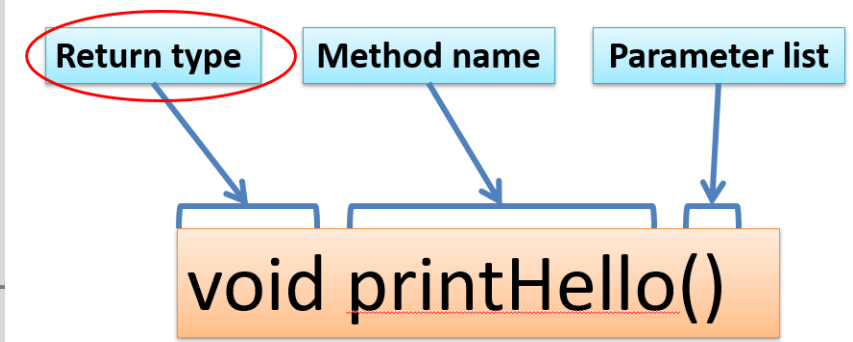 Return type
Method name
Parameter list
void printHello()